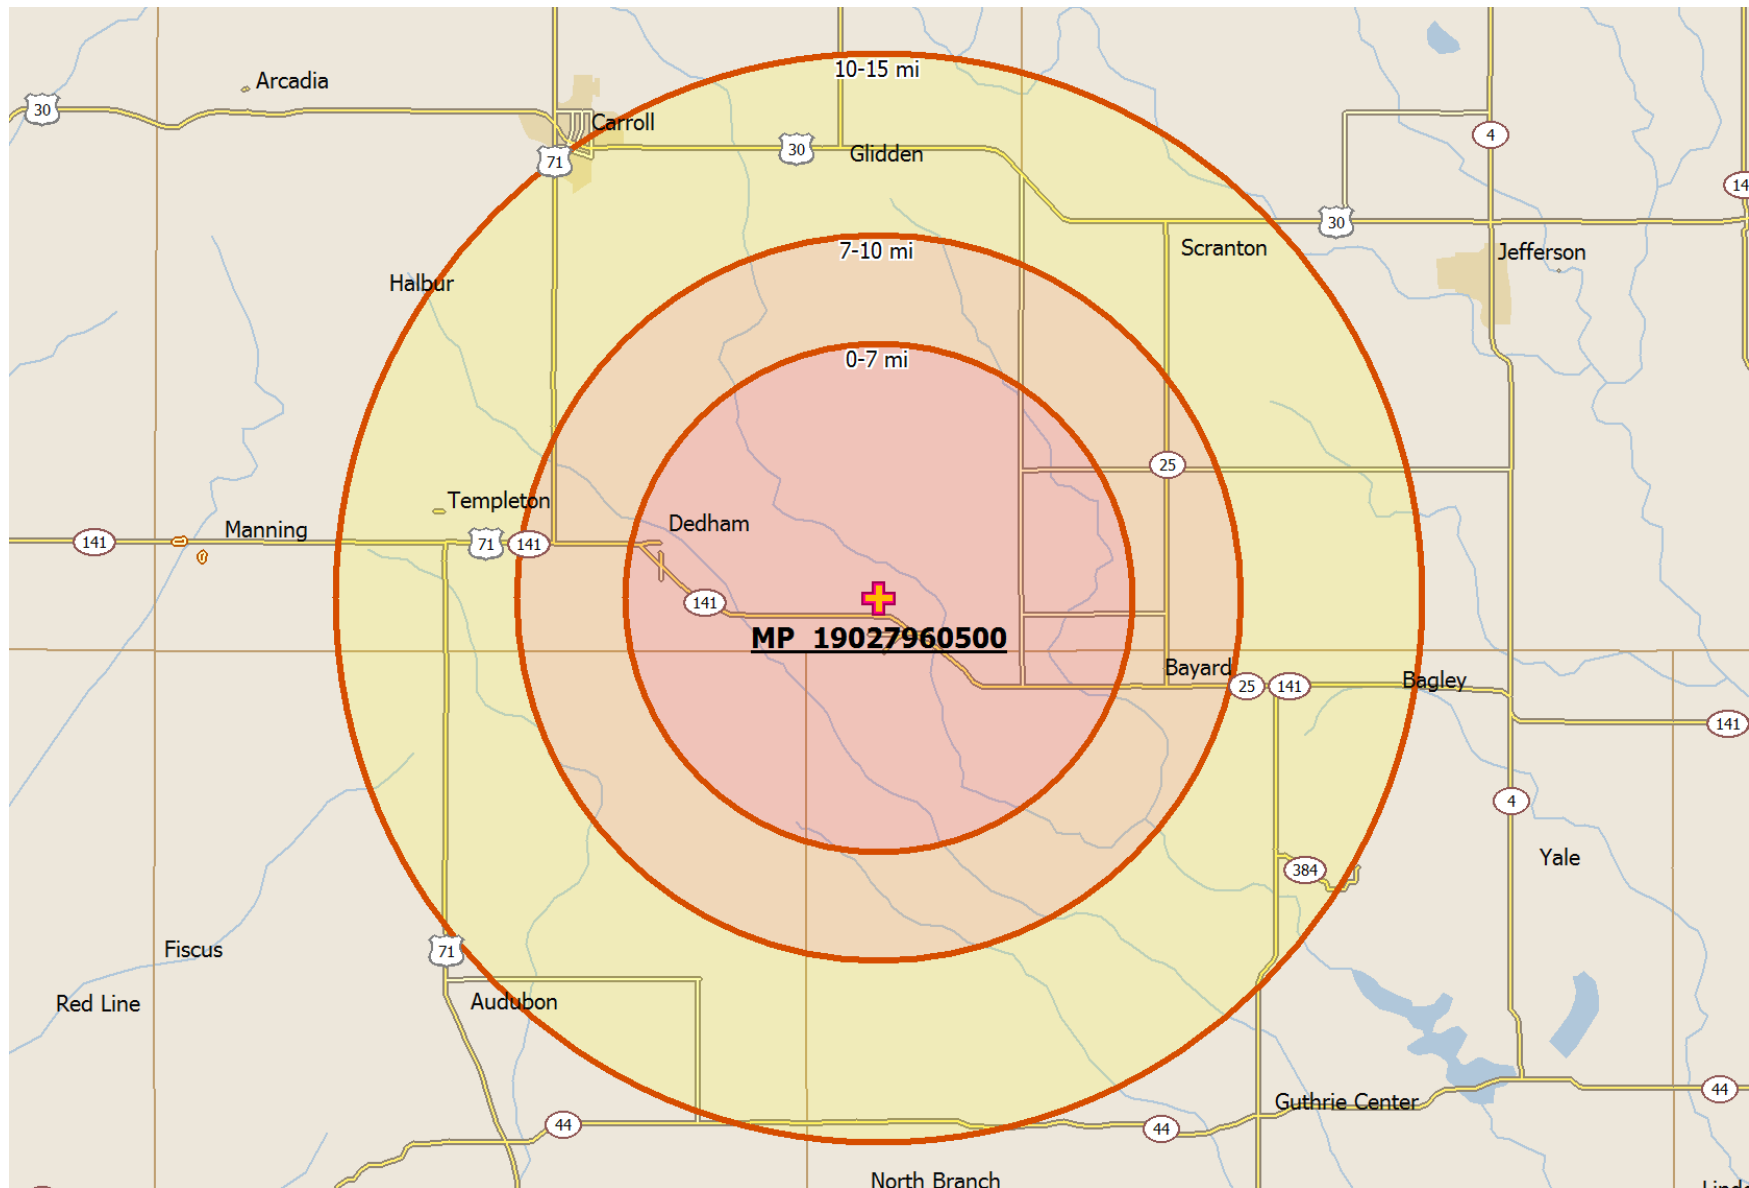 10-15 mi
Arcadia
30
Carroll
4
71
30
Glidden
14
30
Scranton
Jefferson
7-10 mi
Halbur
0-7 mi
25
Templeton
Dedham
Manning
141
71
141
141
MP 19027960500
Bayard
Bagley
25
141
141
4
Yale
384
Fiscus
71
Red Line
Audubon
44
Guthrie Center
44
44
North Branch